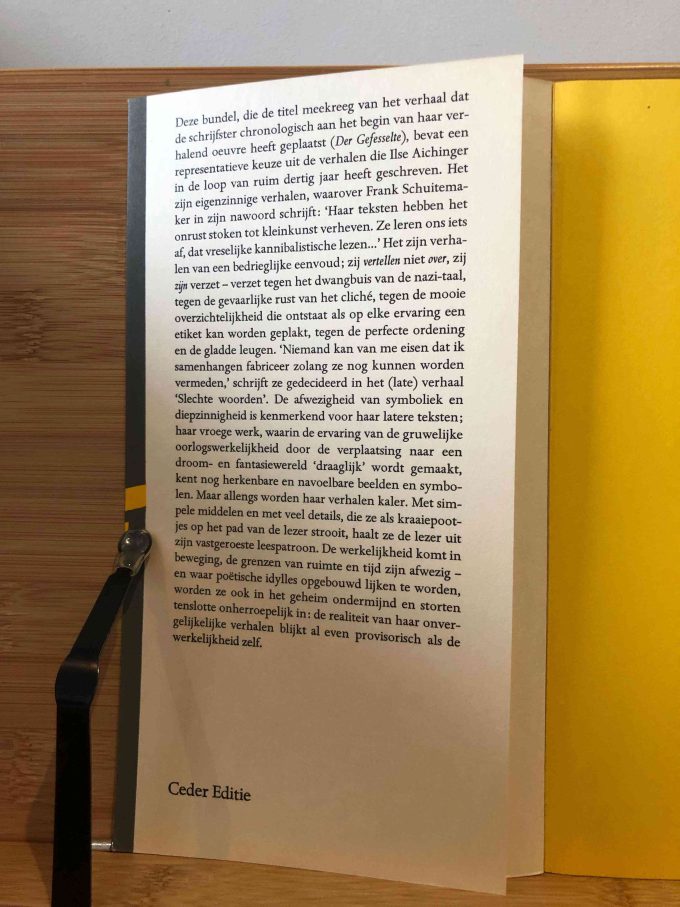 Deze bundel, die de titel meekreeg van het verhaal dat
de schrijfster chronologisch aan het begin van haar ver-
halend oeuvre heeft geplaatst (Der Gefesselte), bevat een
representatieve keuze uit de verhalen die Ilse Aichinger
in de loop van ruim dertig jaar heeft geschreven. Het
zijn eigenzinnige verhalen, waarover Frank Schuitema-
ker in zijn nawoord schrijft: ‘Haar teksten hebben het
onrust stoken tot kleinkunst verheven. Ze leren ons iets
af, dat vreselijke kannibalistische lezen...’ Het zijn verha-
len van een bedrieglijke eenvoud; zij vertellen niet over, zij
zijn verzet – verzet tegen het dwangbuis van de nazi-taal,
tegen de gevaarlijke rust van het cliché, tegen de mooie
overzichtelijkheid die ontstaat als op elke ervaring een
etiket kan worden geplakt, tegen de perfecte ordening
en de gladde leugen. ‘Niemand kan van me eisen dat ik
samenhangen fabriceer zolang ze nog kunnen worden
vermeden,’ schrijft ze gedecideerd in het (late) verhaal
‘Slechte woorden’. De afwezigheid van symboliek en
diepzinnigheid is kenmerkend voor haar latere teksten;
haar vroege werk, waarin de ervaring van de gruwelijke
oorlogswerkelijkheid door de verplaatsing naar een
droom- en fantasiewereld ‘draaglijk’ wordt gemaakt,
kent nog herkenbare en navoelbare beelden en symbo-
len. Maar allengs worden haar verhalen kaler. Met sim-
pele middelen en met veel details, die ze als kraaiepoot-
jes op het pad van de lezer strooit, haalt ze de lezer uit
zijn vastgeroeste leespatroon. De werkelijkheid komt in
beweging, de grenzen van ruimte en tijd zijn afwezig –
en waar poëtische idylles opgebouwd lijken te worden,
worden ze ook in het geheim ondermijnd en storten
tenslotte onherroepelijk in: de realiteit van haar onver-
gelijkelijke verhalen blijkt al even provisorisch als de
werkelijkheid zelf.
Ceder Editie